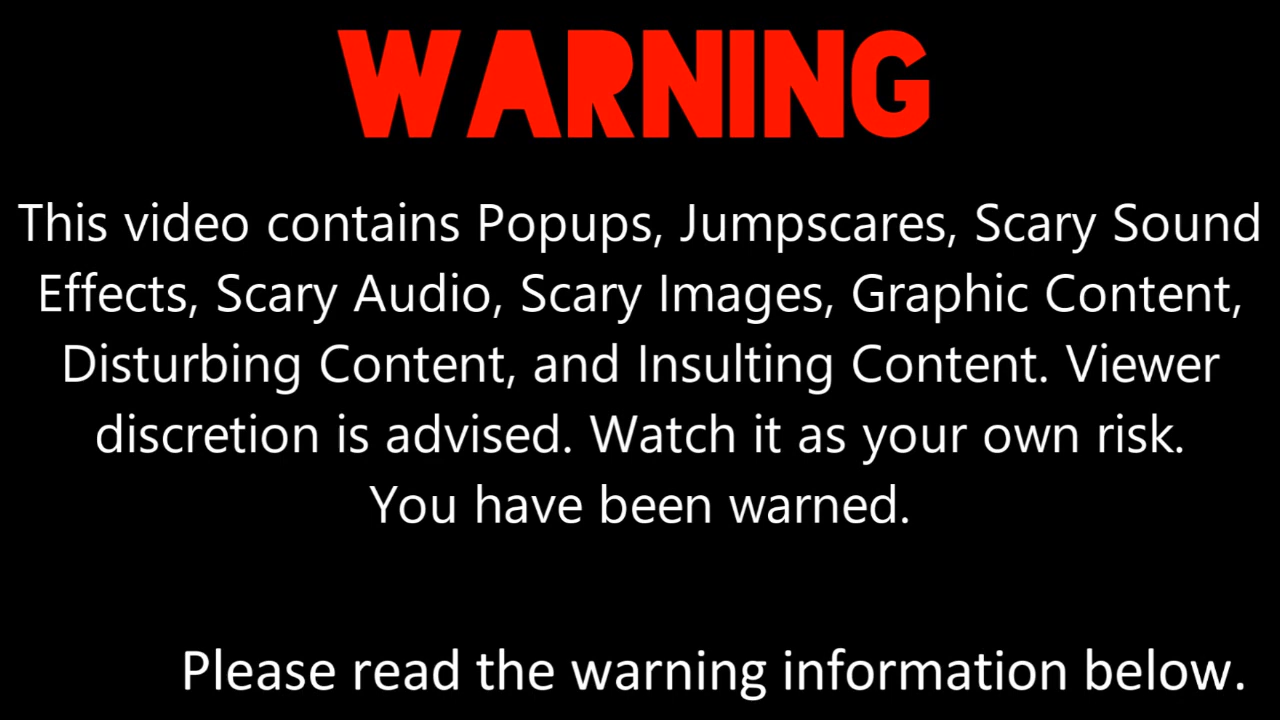 WARNING
This video contains Popups, Jumpscares, Scary Sound
Effects, Scary Audio, Scary Images, Graphic Content,
Disturbing Content, and Insulting Content. Viewer
discretion is advised. Watch it as your own risk.
You have been warned.
Please read the warning information below.